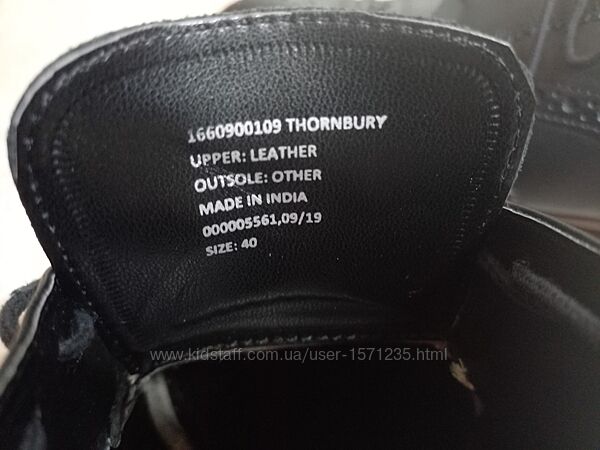 1660900109 THORNBURY
UPPER: LEATHER
OUTSOLE: OTHER
MADE IN INDIA
000005561,09/19
SIZE: 40
www.kidstaff.com.ua/user-1571235.html